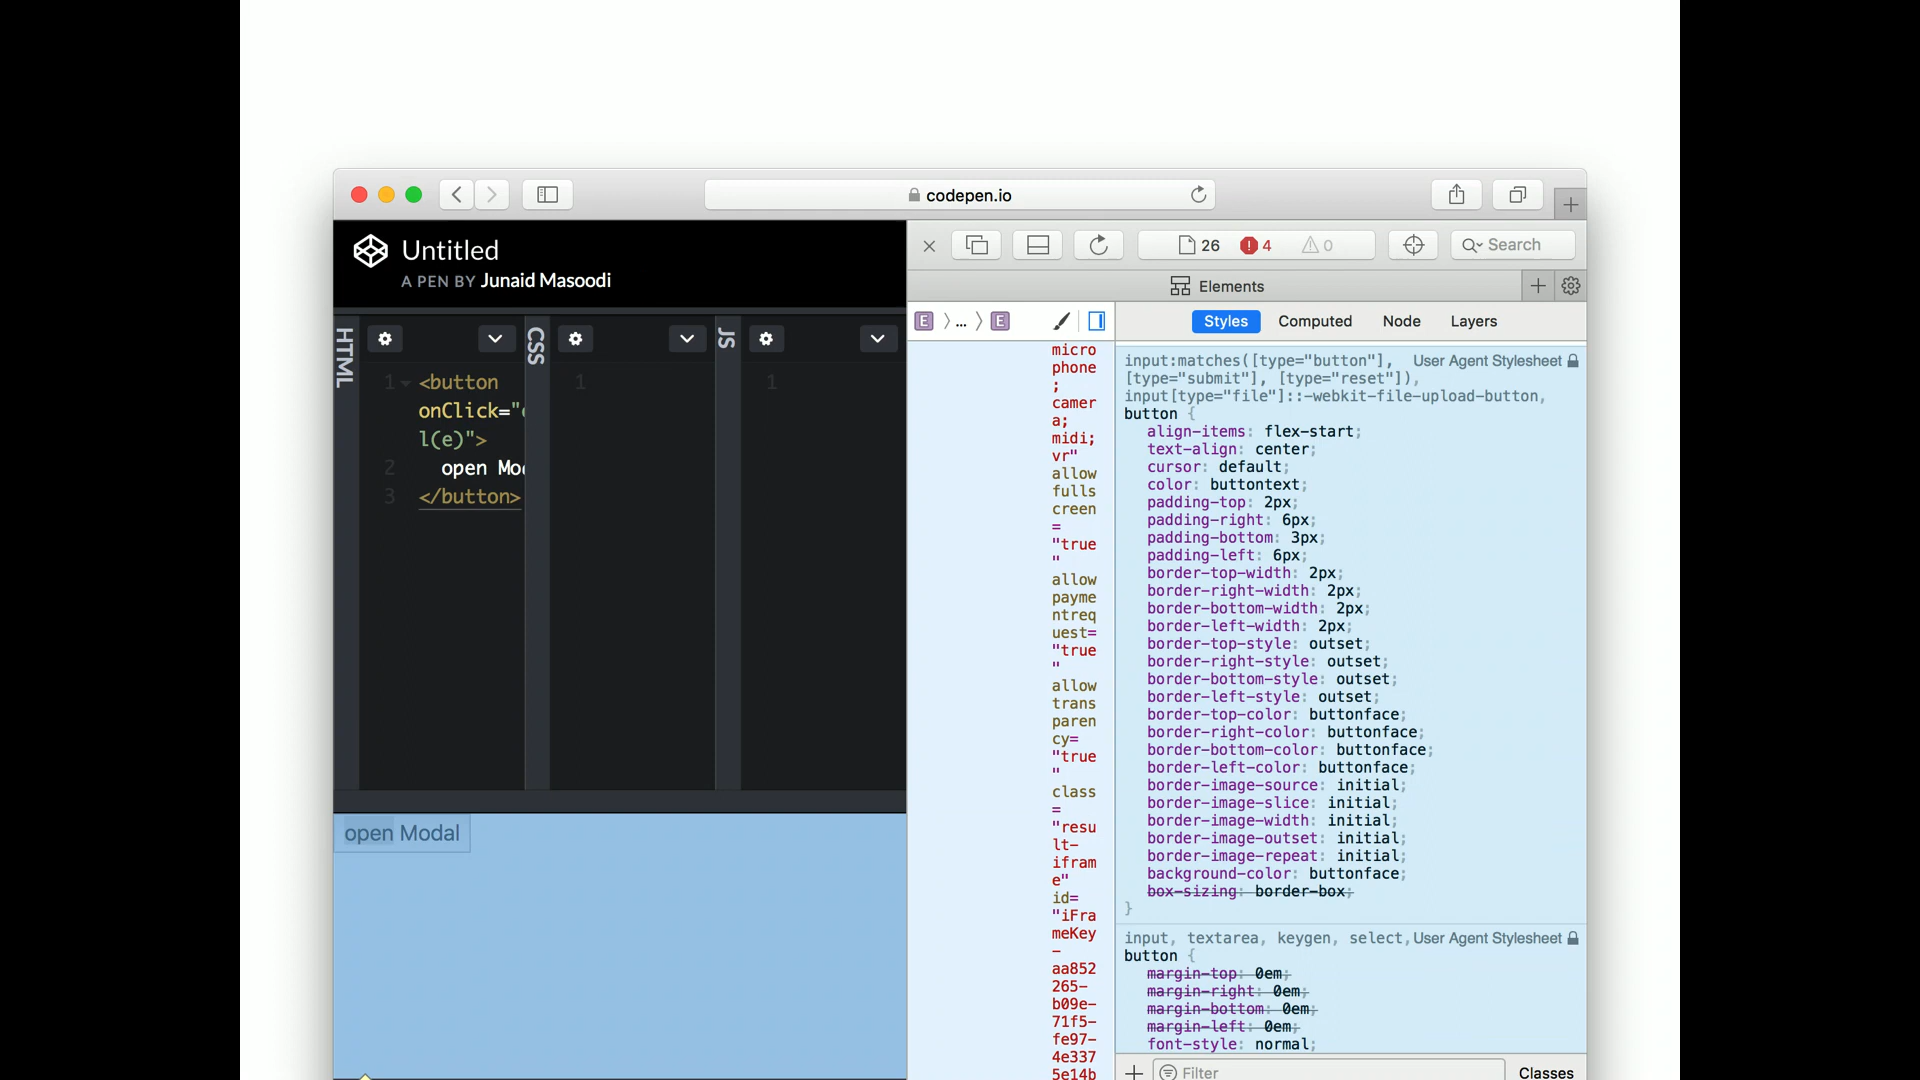 codepen.io
Untitled
A PEN BY Junaid Masoodi
26 4 0
Search
Elements
E ... E
Styles Computed Node Layers
HTML
CSS
JS
1 <button
onClick="
l(e)">
2 open Mo
3 </button>
1
1
open Modal
micro
phone
;
camer
a;
midi;
vr"
allow
fulls
creen
=
"true
"
allow
payme
ntreq
uest=
"true
"
allow
trans
paren
cy=
"true
"
class
=
"resu
lt-
ifram
e"
id=
"iFra
meKey
-
aa852
265-
b09e-
71f5-
fe97-
4e337
5e14b
input:matches([type="button"], User Agent Stylesheet
[type="submit"], [type="reset"]),
input[type="file"]::-webkit-file-upload-button,
button {
align-items: flex-start;
text-align: center;
cursor: default;
color: buttontext;
padding-top: 2px;
padding-right: 6px;
padding-bottom: 3px;
padding-left: 6px;
border-top-width: 2px;
border-right-width: 2px;
border-bottom-width: 2px;
border-left-width: 2px;
border-top-style: outset;
border-right-style: outset;
border-bottom-style: outset;
border-left-style: outset;
border-top-color: buttonface;
border-right-color: buttonface;
border-bottom-color: buttonface;
border-left-color: buttonface;
border-image-source: initial;
border-image-slice: initial;
border-image-width: initial;
border-image-outset: initial;
border-image-repeat: initial;
background-color: buttonface;
box-sizing: border-box;
}
input, textarea, keygen, select, User Agent Stylesheet
button {
margin-top: 0em;
margin-right: 0em;
margin-bottom: 0em;
margin-left: 0em;
font-style: normal;
Filter
Classes